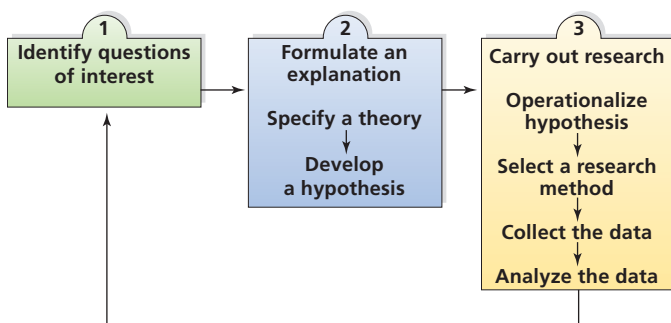 1
Identify questions
of interest
2
Formulate an
explanation
Specify a theory
Develop
a hypothesis
3
Carry out research
Operationalize
hypothesis
Select a research
method
Collect the data
Analyze the data